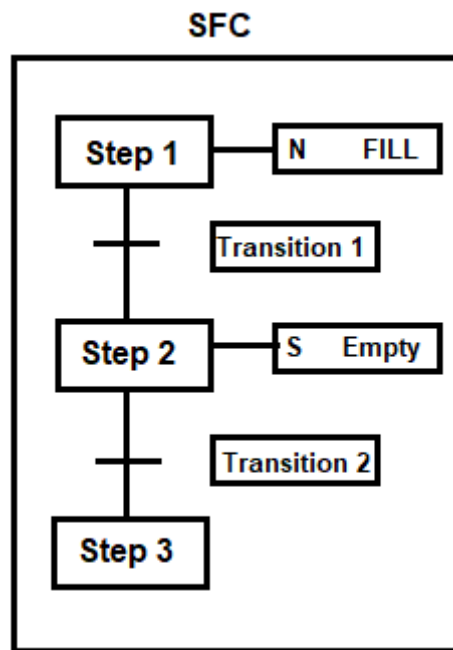 SFC
Step 1
N FILL
Transition 1
Step 2
S Empty
Transition 2
Step 3